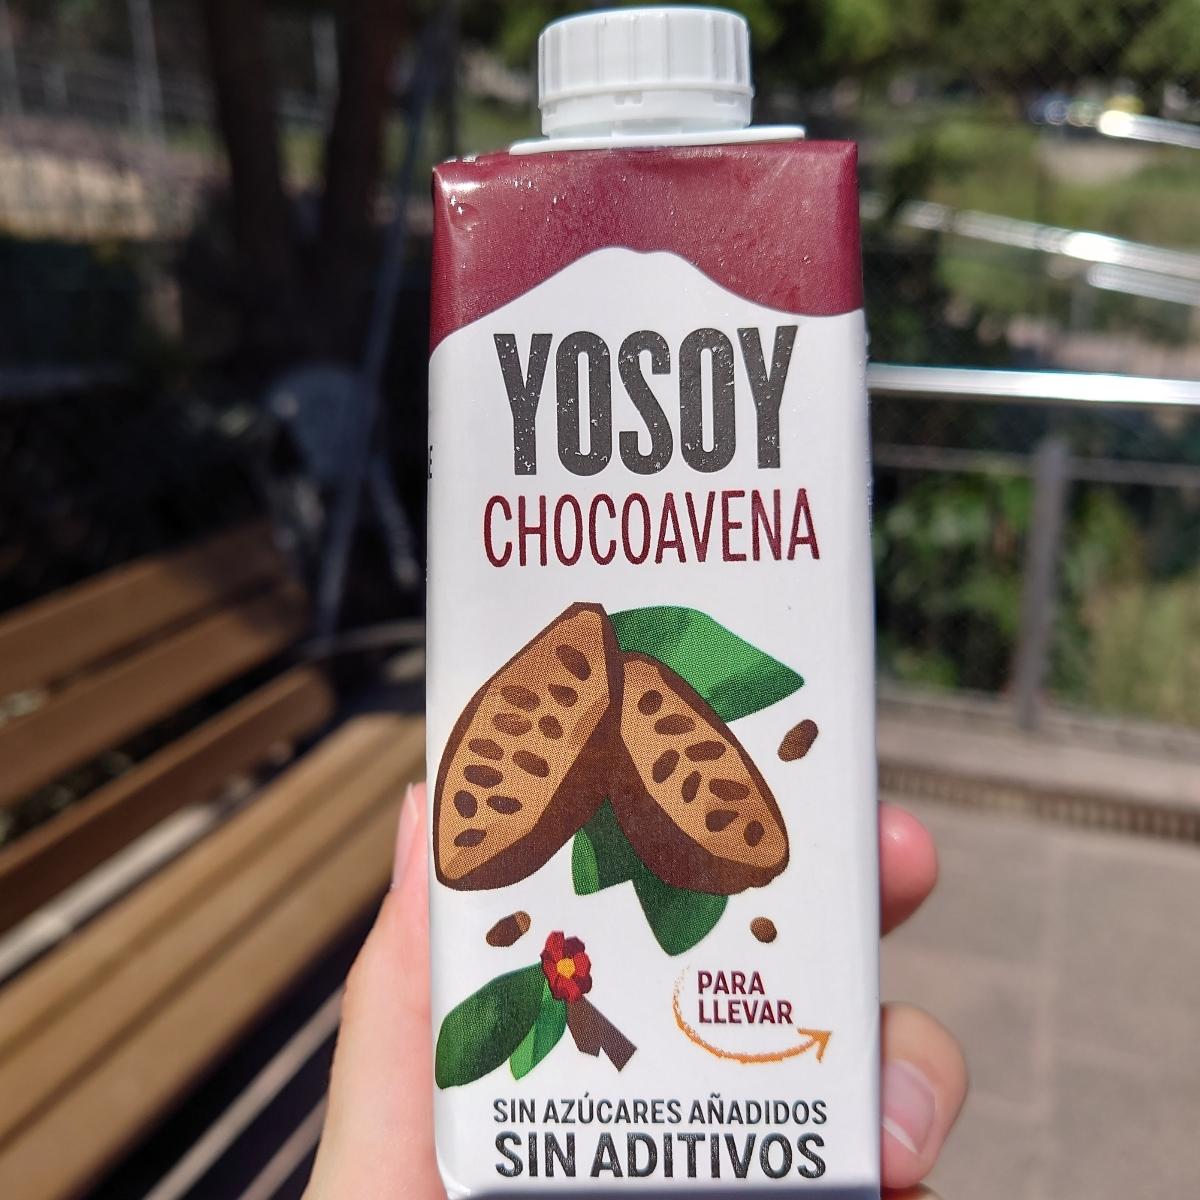 YOSOY
CHOCOAVENA
PARA
LLEVAR
SIN AZÚCARES AÑADIDOS
SIN ADITIVOS